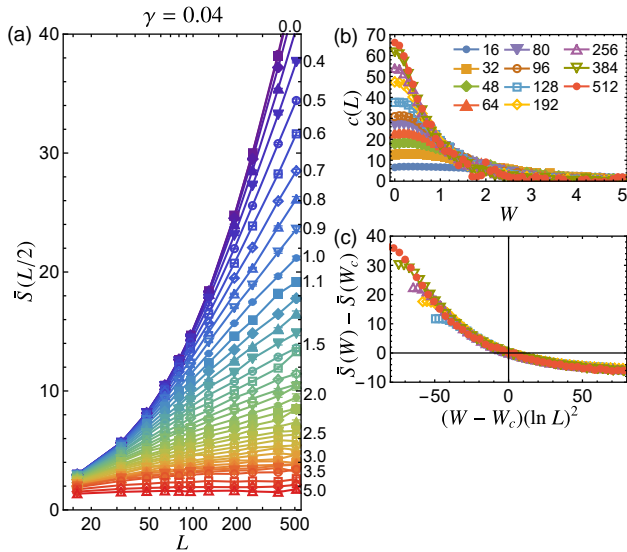 γ = 0.04
(a)
S̄(L/2)
40
30
20
10
0
20
50
100
200
500
L
0.0
0.4
0.5
0.6
0.7
0.8
0.9
1.0
1.1
1.5
2.0
2.5
3.0
3.5
5.0
(b)
c(L)
70
60
50
40
30
20
10
0
16 80 256
32 96 384
48 128 512
64 192
0 1 2 3 4 5
W
(c)
S̄(W) − S̄(W_c)
40
30
20
10
0
−10
−50 0 50
(W − W_c)(ln L)²